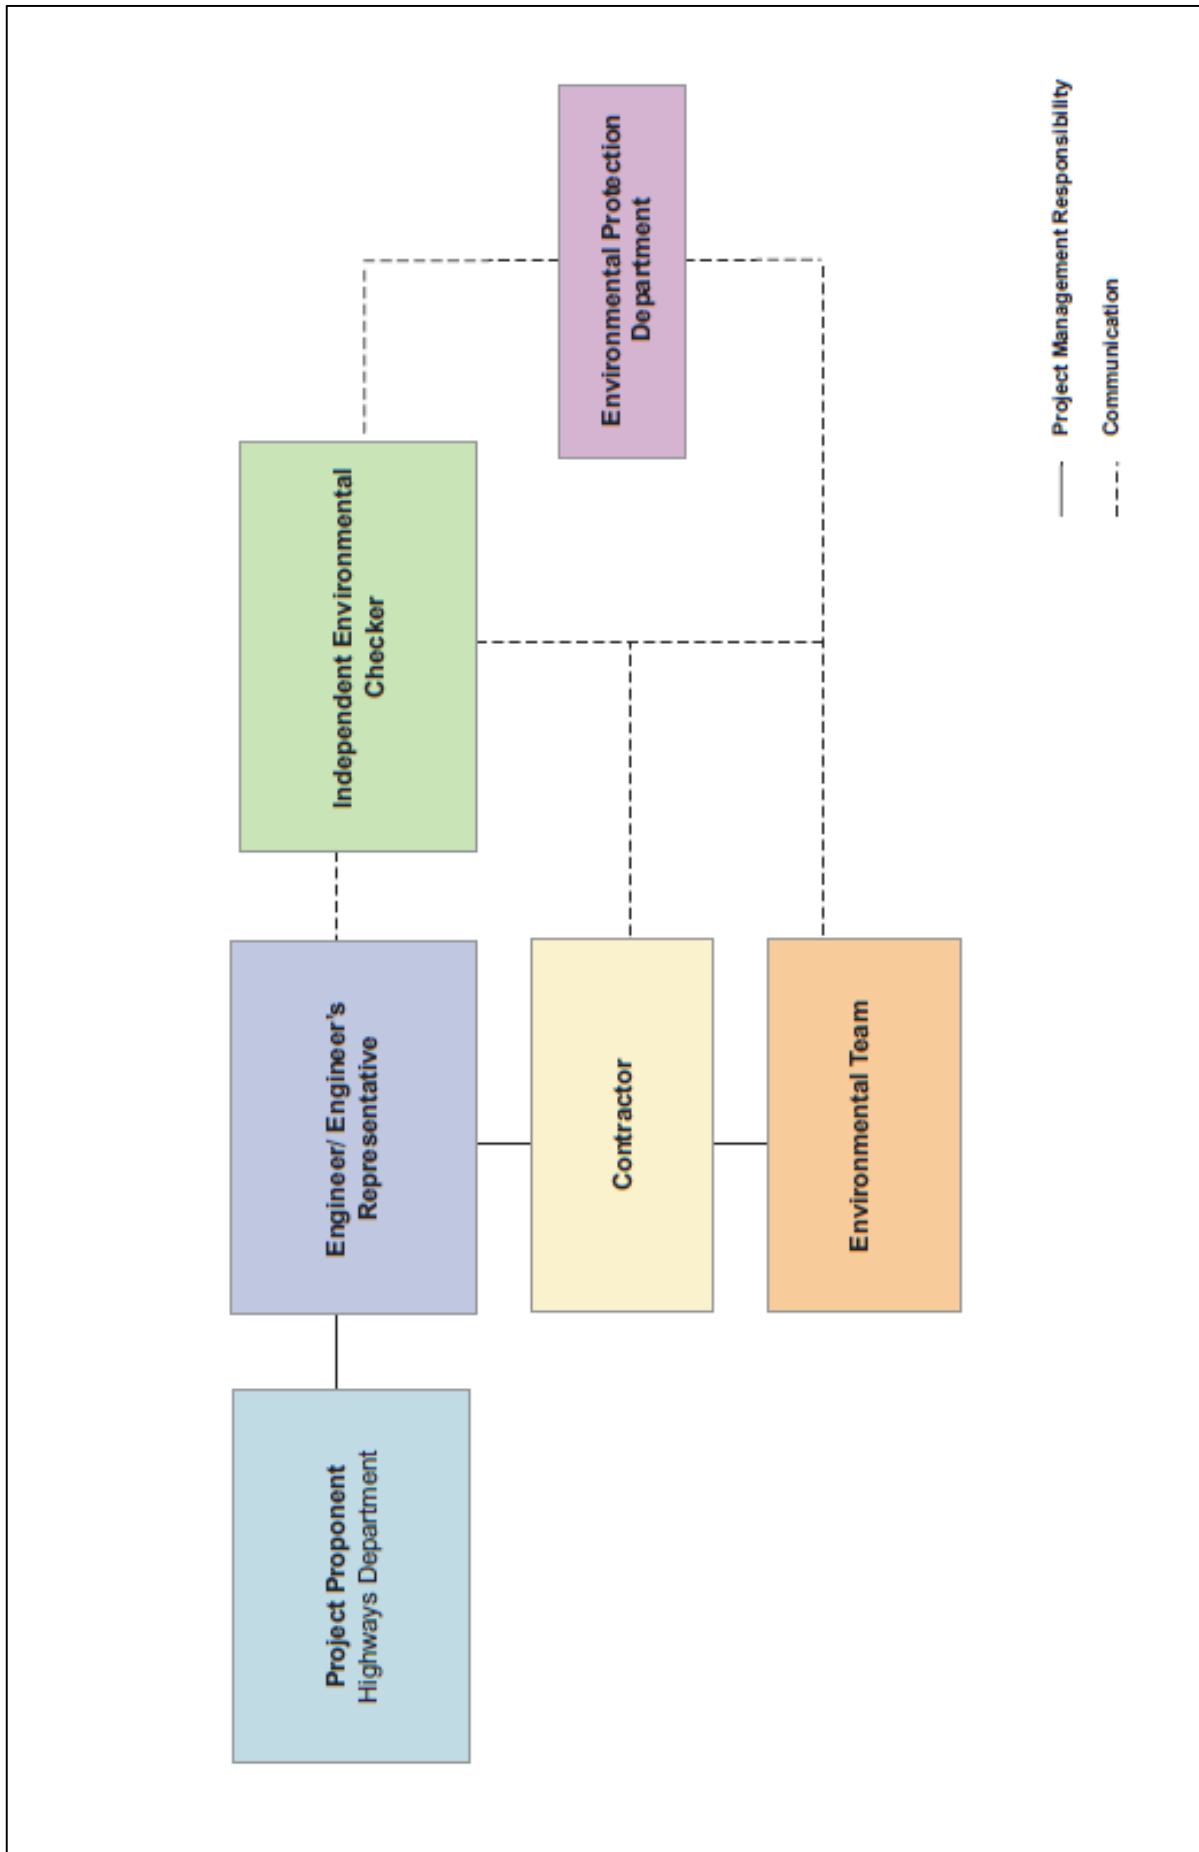 Project Proponent
Highways Department
Engineer/ Engineer's
Representative
Independent Environmental
Checker
Contractor
Environmental Protection
Department
Environmental Team
Project Management Responsibility
Communication